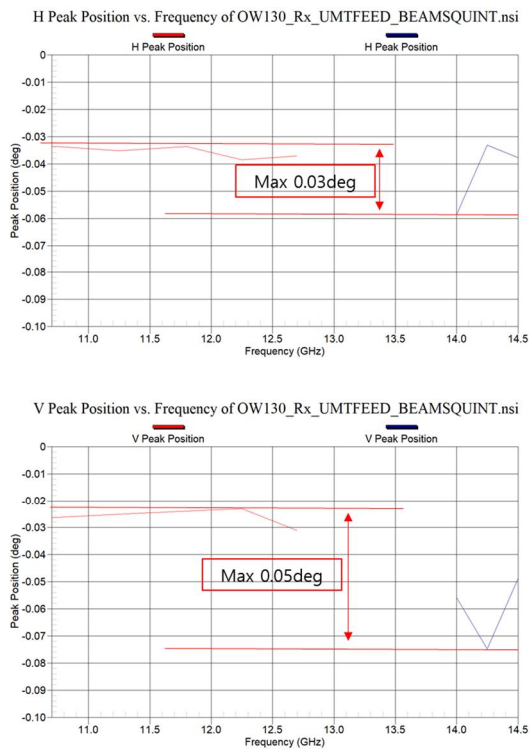 H Peak Position vs. Frequency of OW130_Rx_UMTFEED_BEAMSQUINT.nsi
H Peak Position H Peak Position
0
-0.01
-0.02
-0.03
-0.04
-0.05
-0.06
-0.07
-0.08
-0.09
-0.10
Peak Position (deg)
Max 0.03deg
11.0 11.5 12.0 12.5 13.0 13.5 14.0 14.5
Frequency (GHz)
V Peak Position vs. Frequency of OW130_Rx_UMTFEED_BEAMSQUINT.nsi
V Peak Position V Peak Position
0
-0.01
-0.02
-0.03
-0.04
-0.05
-0.06
-0.07
-0.08
-0.09
-0.10
Peak Position (deg)
Max 0.05deg
11.0 11.5 12.0 12.5 13.0 13.5 14.0 14.5
Frequency (GHz)